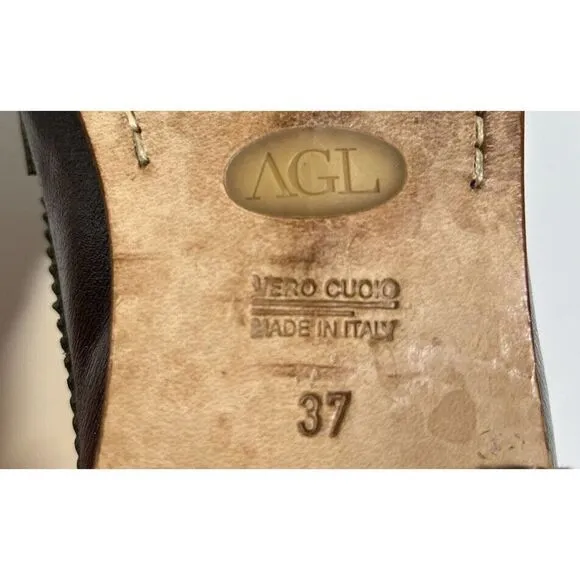 AGL
VERO CUOIO
MADE IN ITALY
37